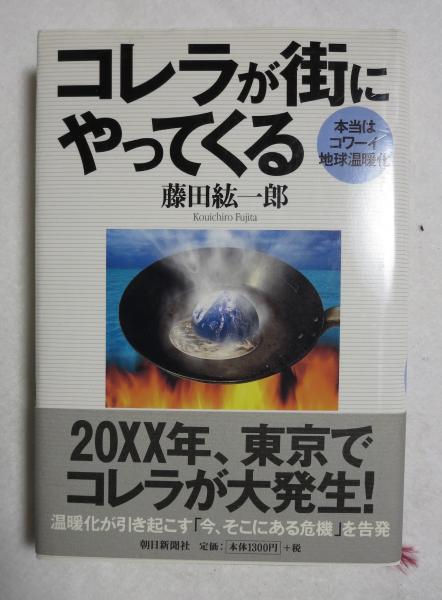 コレラが街に
やってくる
本当は
コワーイ
地球温暖化
藤田紘一郎
Kouichiro Fujita
20XX年、東京で
コレラが大発生!
温暖化が引き起こす「今、そこにある危機」を告発
朝日新聞社 定価:本体1300円+税